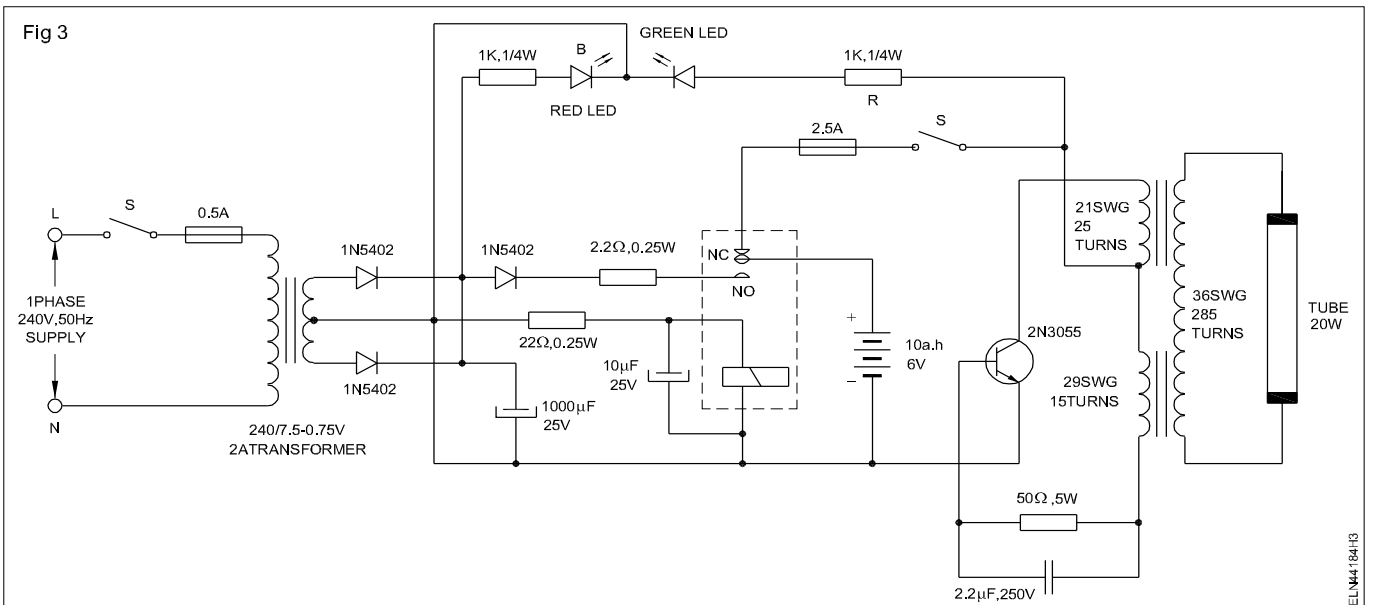 Fig 3
GREEN LED
1K,1/4W
B
1K,1/4W
RED LED
R
2.5A
S
L
S
0.5A
1N5402
1N5402
2.2Ω,0.25W
NC
NO
21SWG
25
TURNS
1PHASE
240V,50Hz
SUPPLY
36SWG
285
TURNS
TUBE
20W
22Ω,0.25W
+
10a.h
6V
–
2N3055
1N5402
10µF
25V
29SWG
15TURNS
N
1000µF
25V
240/7.5-0.75V
2ATRANSFORMER
50Ω,5W
2.2µF,250V
ELN44184H3